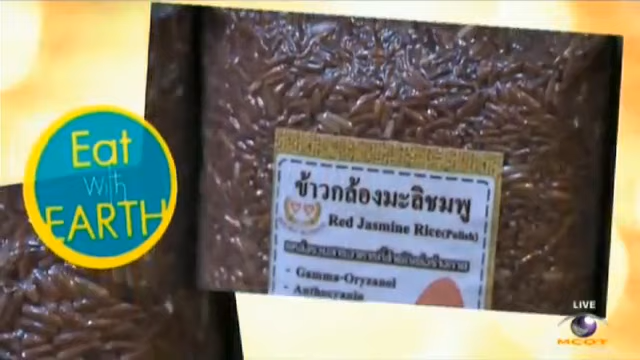 Eat
with
EARTH
ข้าวกล้องมะลิชมพู
Red Jasmine Rice(Polish)
- Gamma-Oryzanol
- Anthocyanin
LIVE
MCOT